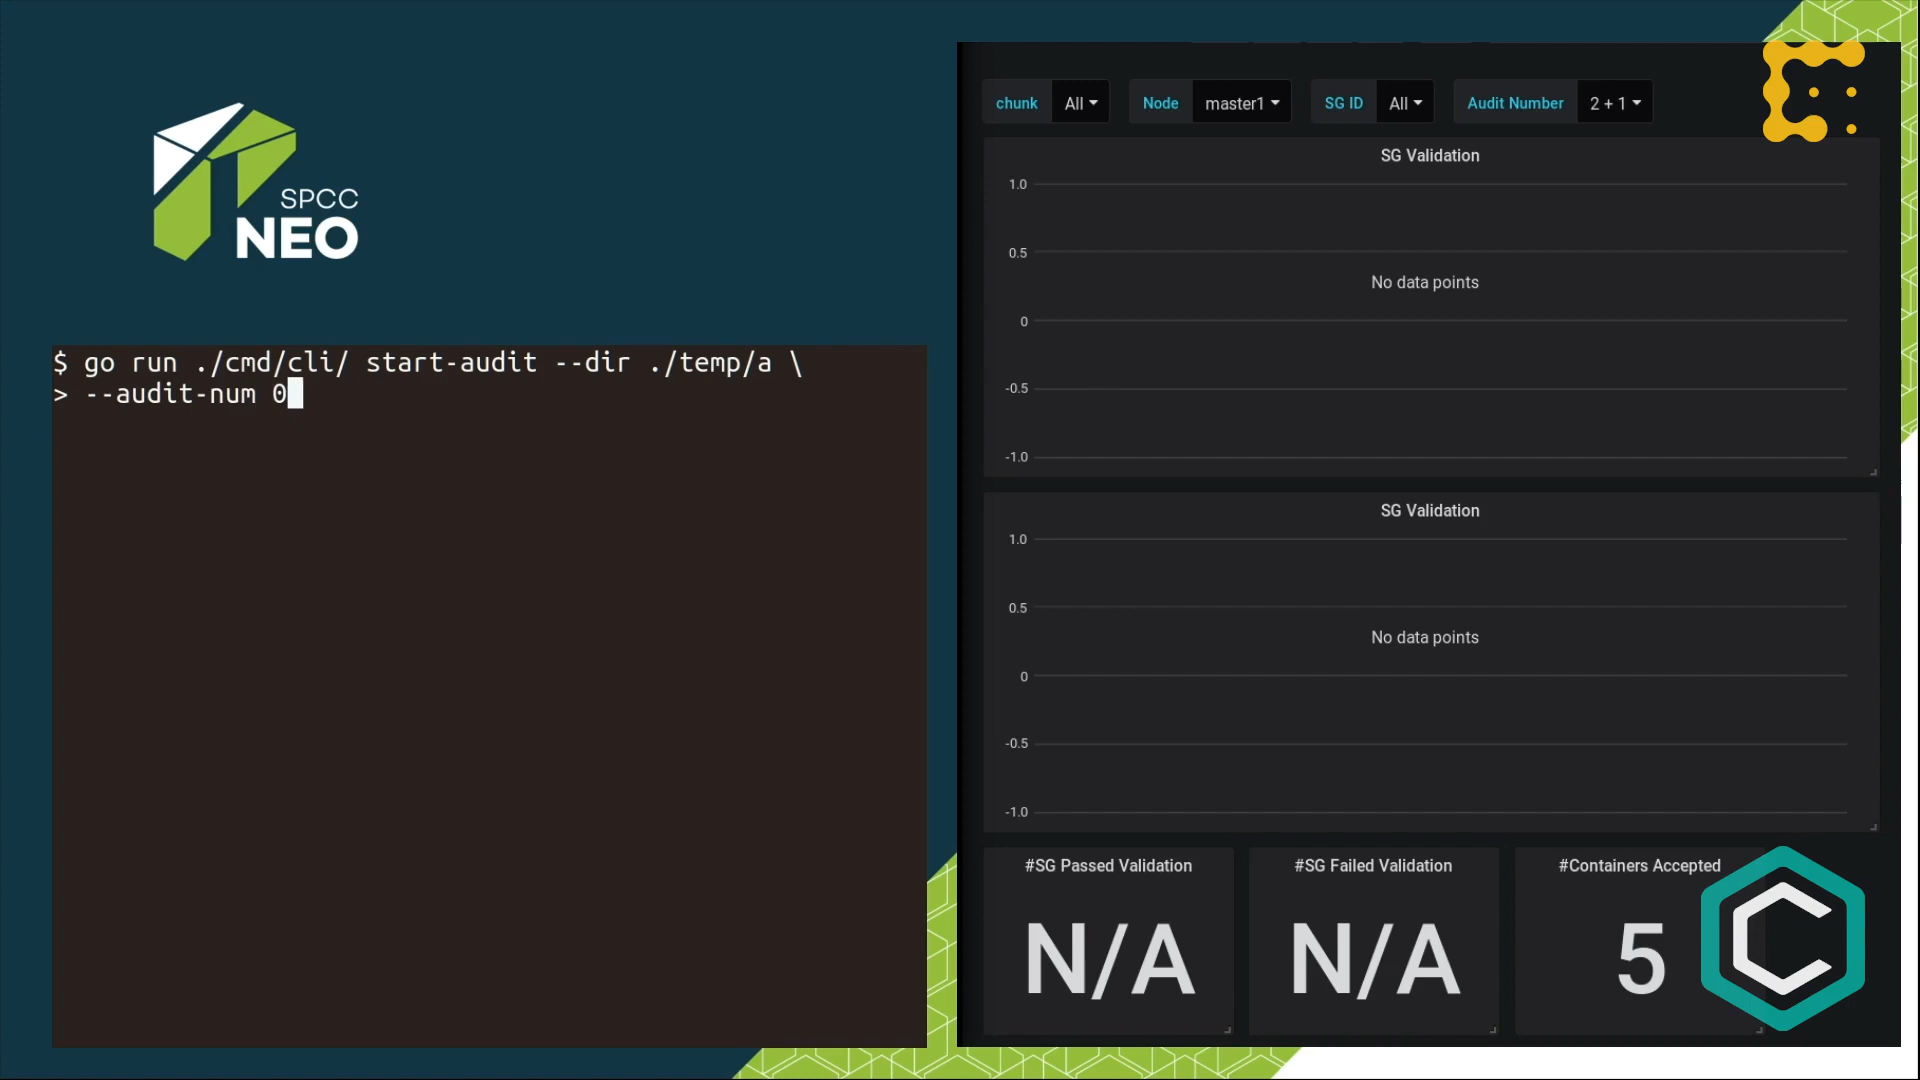 SPCC
NEO
$ go run ./cmd/cli/ start-audit --dir ./temp/a \
> --audit-num 0
chunk All Node master1 SG ID All Audit Number 2 + 1
SG Validation
1.0
0.5
No data points
0
-0.5
-1.0
SG Validation
1.0
0.5
No data points
0
-0.5
-1.0
#SG Passed Validation
N/A
#SG Failed Validation
N/A
#Containers Accepted
5